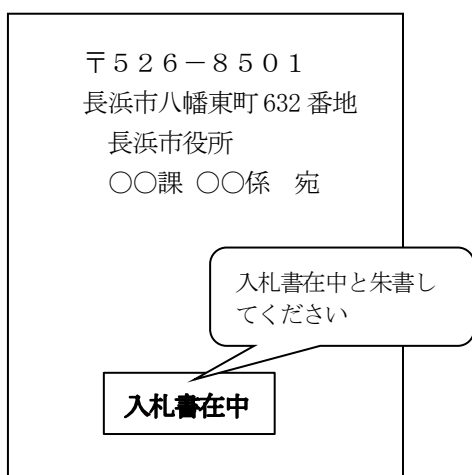 〒５２６－８５０１
長浜市八幡東町 632 番地
長浜市役所
○○課 ○○係　宛
入札書在中と朱書し
てください
入札書在中